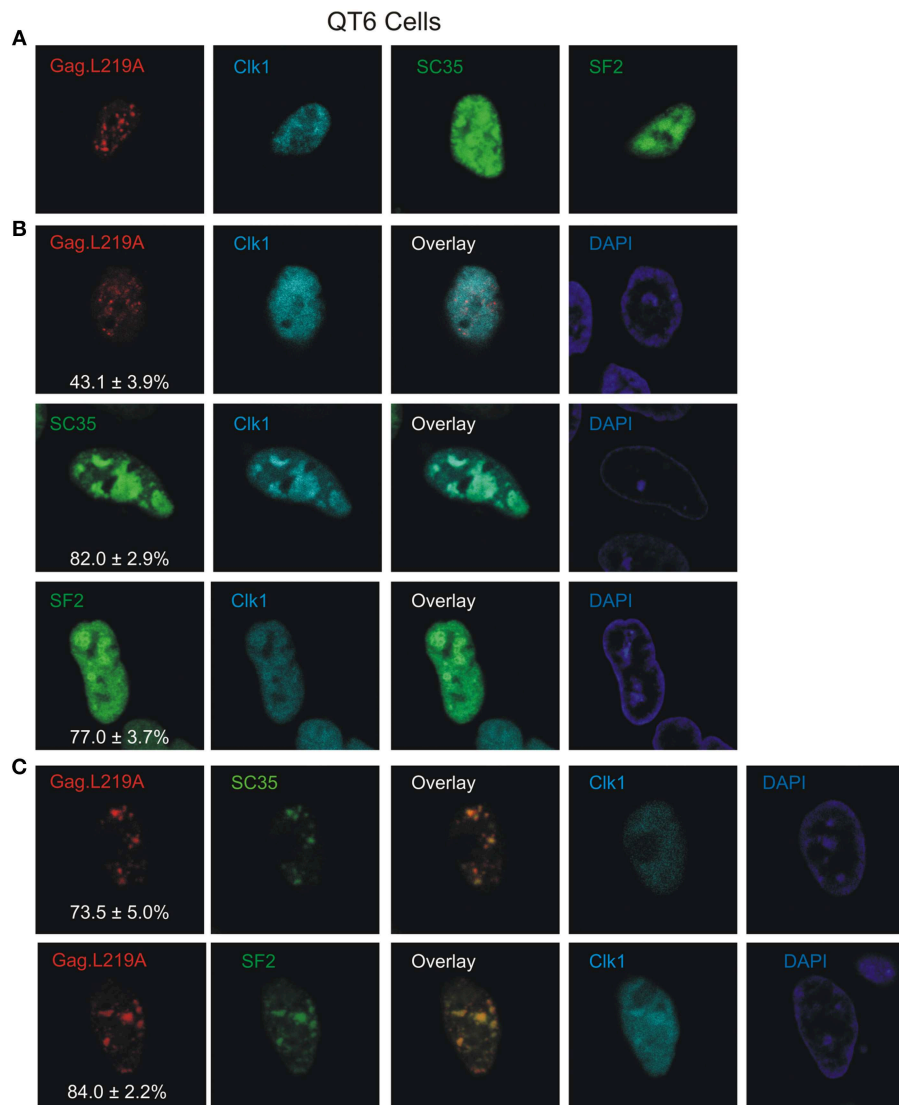 QT6 Cells
A
Gag.L219A Clk1 SC35 SF2
B
Gag.L219A Clk1 Overlay DAPI
43.1 ± 3.9%
SC35 Clk1 Overlay DAPI
82.0 ± 2.9%
SF2 Clk1 Overlay DAPI
77.0 ± 3.7%
C
Gag.L219A SC35 Overlay Clk1 DAPI
73.5 ± 5.0%
Gag.L219A SF2 Overlay Clk1 DAPI
84.0 ± 2.2%